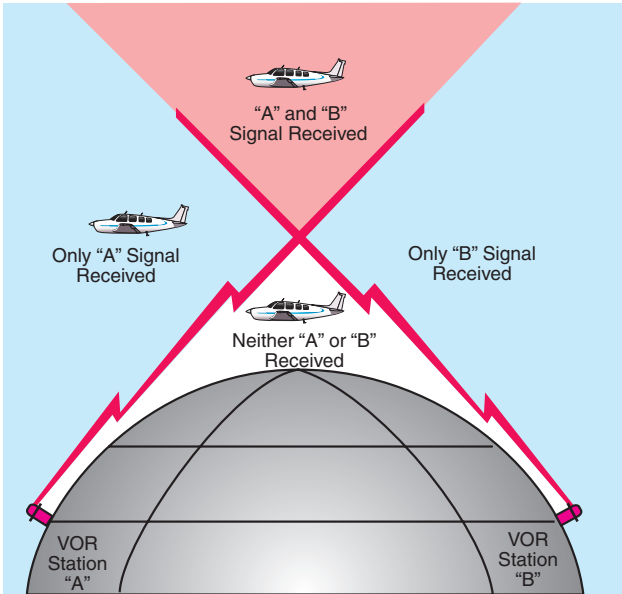 “A” and “B”
Signal Received
Only “A” Signal
Received
Only “B” Signal
Received
Neither “A” or “B”
Received
VOR
Station
“A”
VOR
Station
“B”